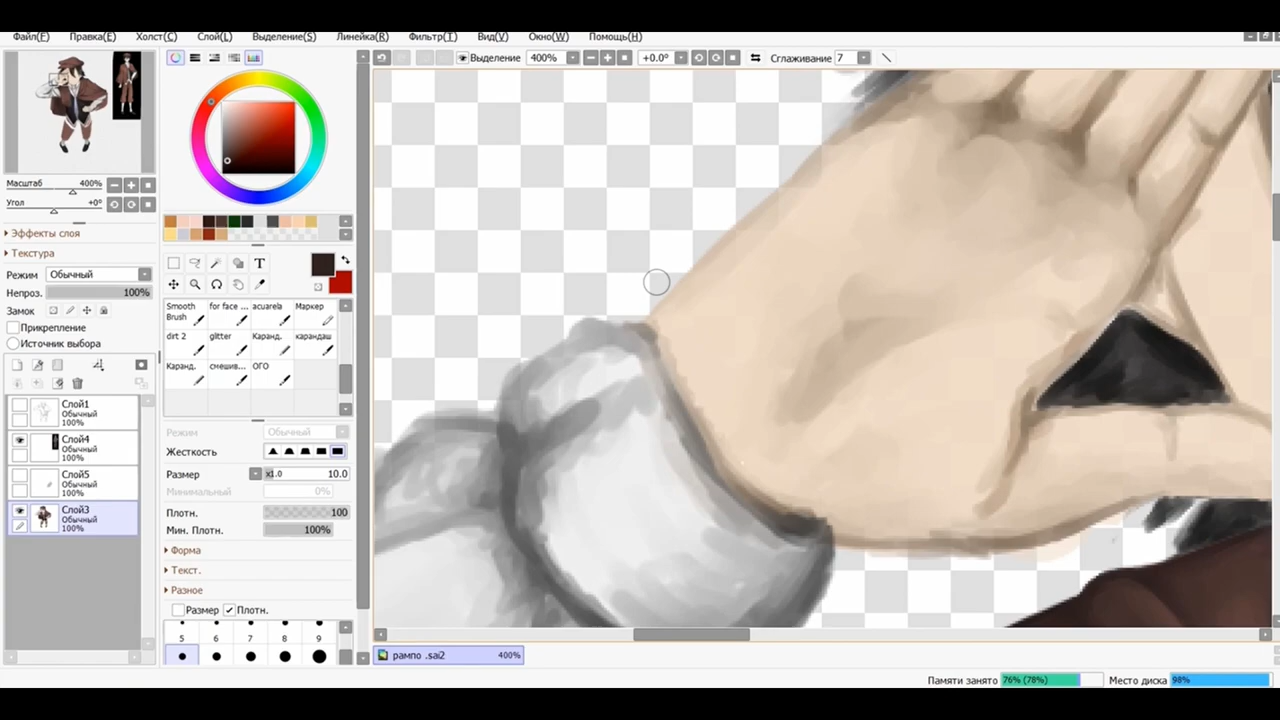 Файл(F) Правка(E) Холст(C) Слой(L) Выделение(S) Линейка(R) Фильтр(T) Вид(V) Окно(W) Помощь(H)
Выделение 400% +0.0° Сглаживание 7
Масштаб 400%
Угол +0°
Эффекты слоя
Текстура
Режим Обычный
Непроз. 100%
Замок
Прикрепление
Источник выбора
Слой1
Обычный
100%
Слой4
Обычный
100%
Слой5
Обычный
100%
Слой3
Обычный
100%
T
Smooth Brush for face ... acuarela Маркер
dirt 2 glitter Каранд. карандаш
Каранд. смешив... ОГО
Режим Обычный
Жесткость
Размер x1.0 10.0
Минимальный 0%
Плотн. 100
Мин. Плотн. 100%
Форма
Текст.
Разное
Размер Плотн.
5 6 7 8 9
рампо .sai2 400%
Памяти занято 76% (78%) Место диска 98%